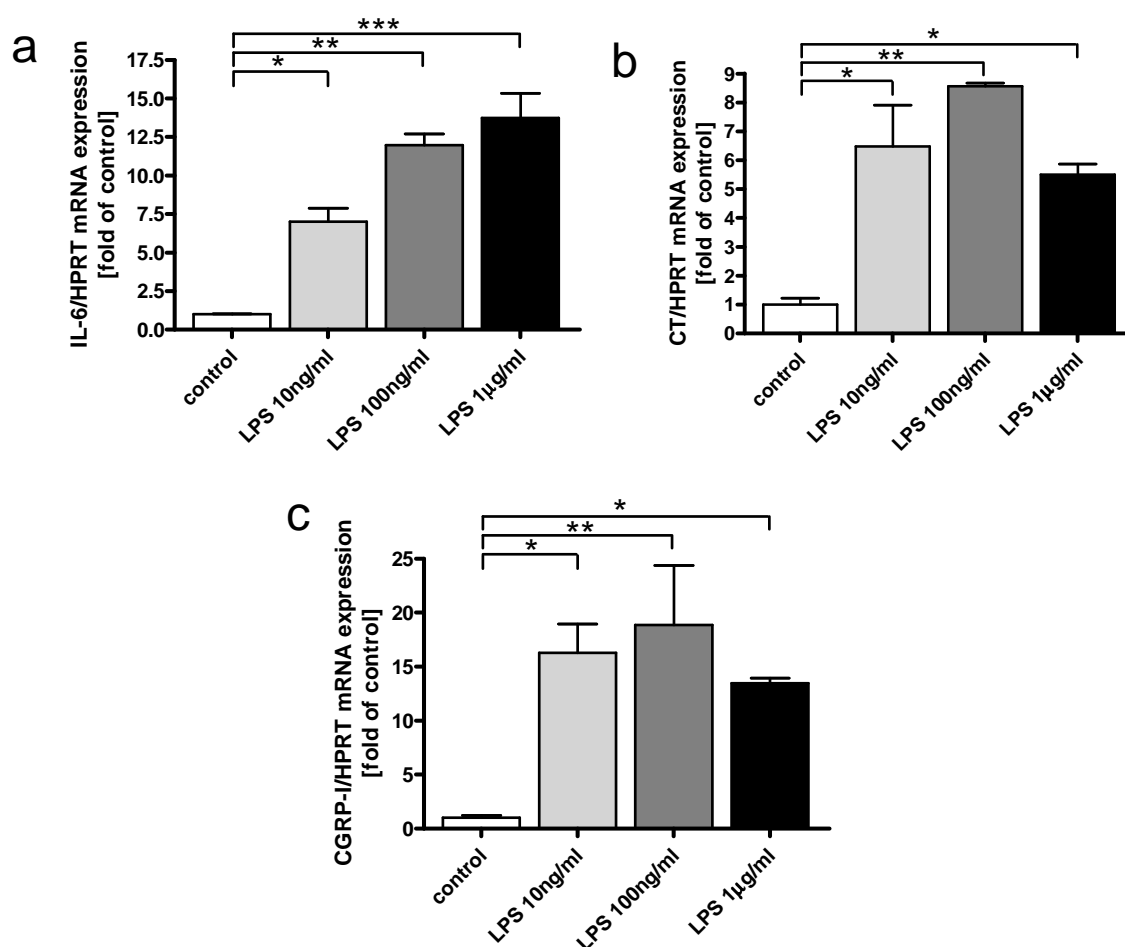 a
***
**
*
IL-6/HPRT mRNA expression
[fold of control]
17.5
15.0
12.5
10.0
7.5
5.0
2.5
0.0
control
LPS 10ng/ml
LPS 100ng/ml
LPS 1µg/ml
b
*
**
*
CT/HPRT mRNA expression
[fold of control]
9
8
7
6
5
4
3
2
1
0
control
LPS 10ng/ml
LPS 100ng/ml
LPS 1µg/ml
c
*
**
*
CGRP-I/HPRT mRNA expression
[fold of control]
25
20
15
10
5
0
control
LPS 10ng/ml
LPS 100ng/ml
LPS 1µg/ml